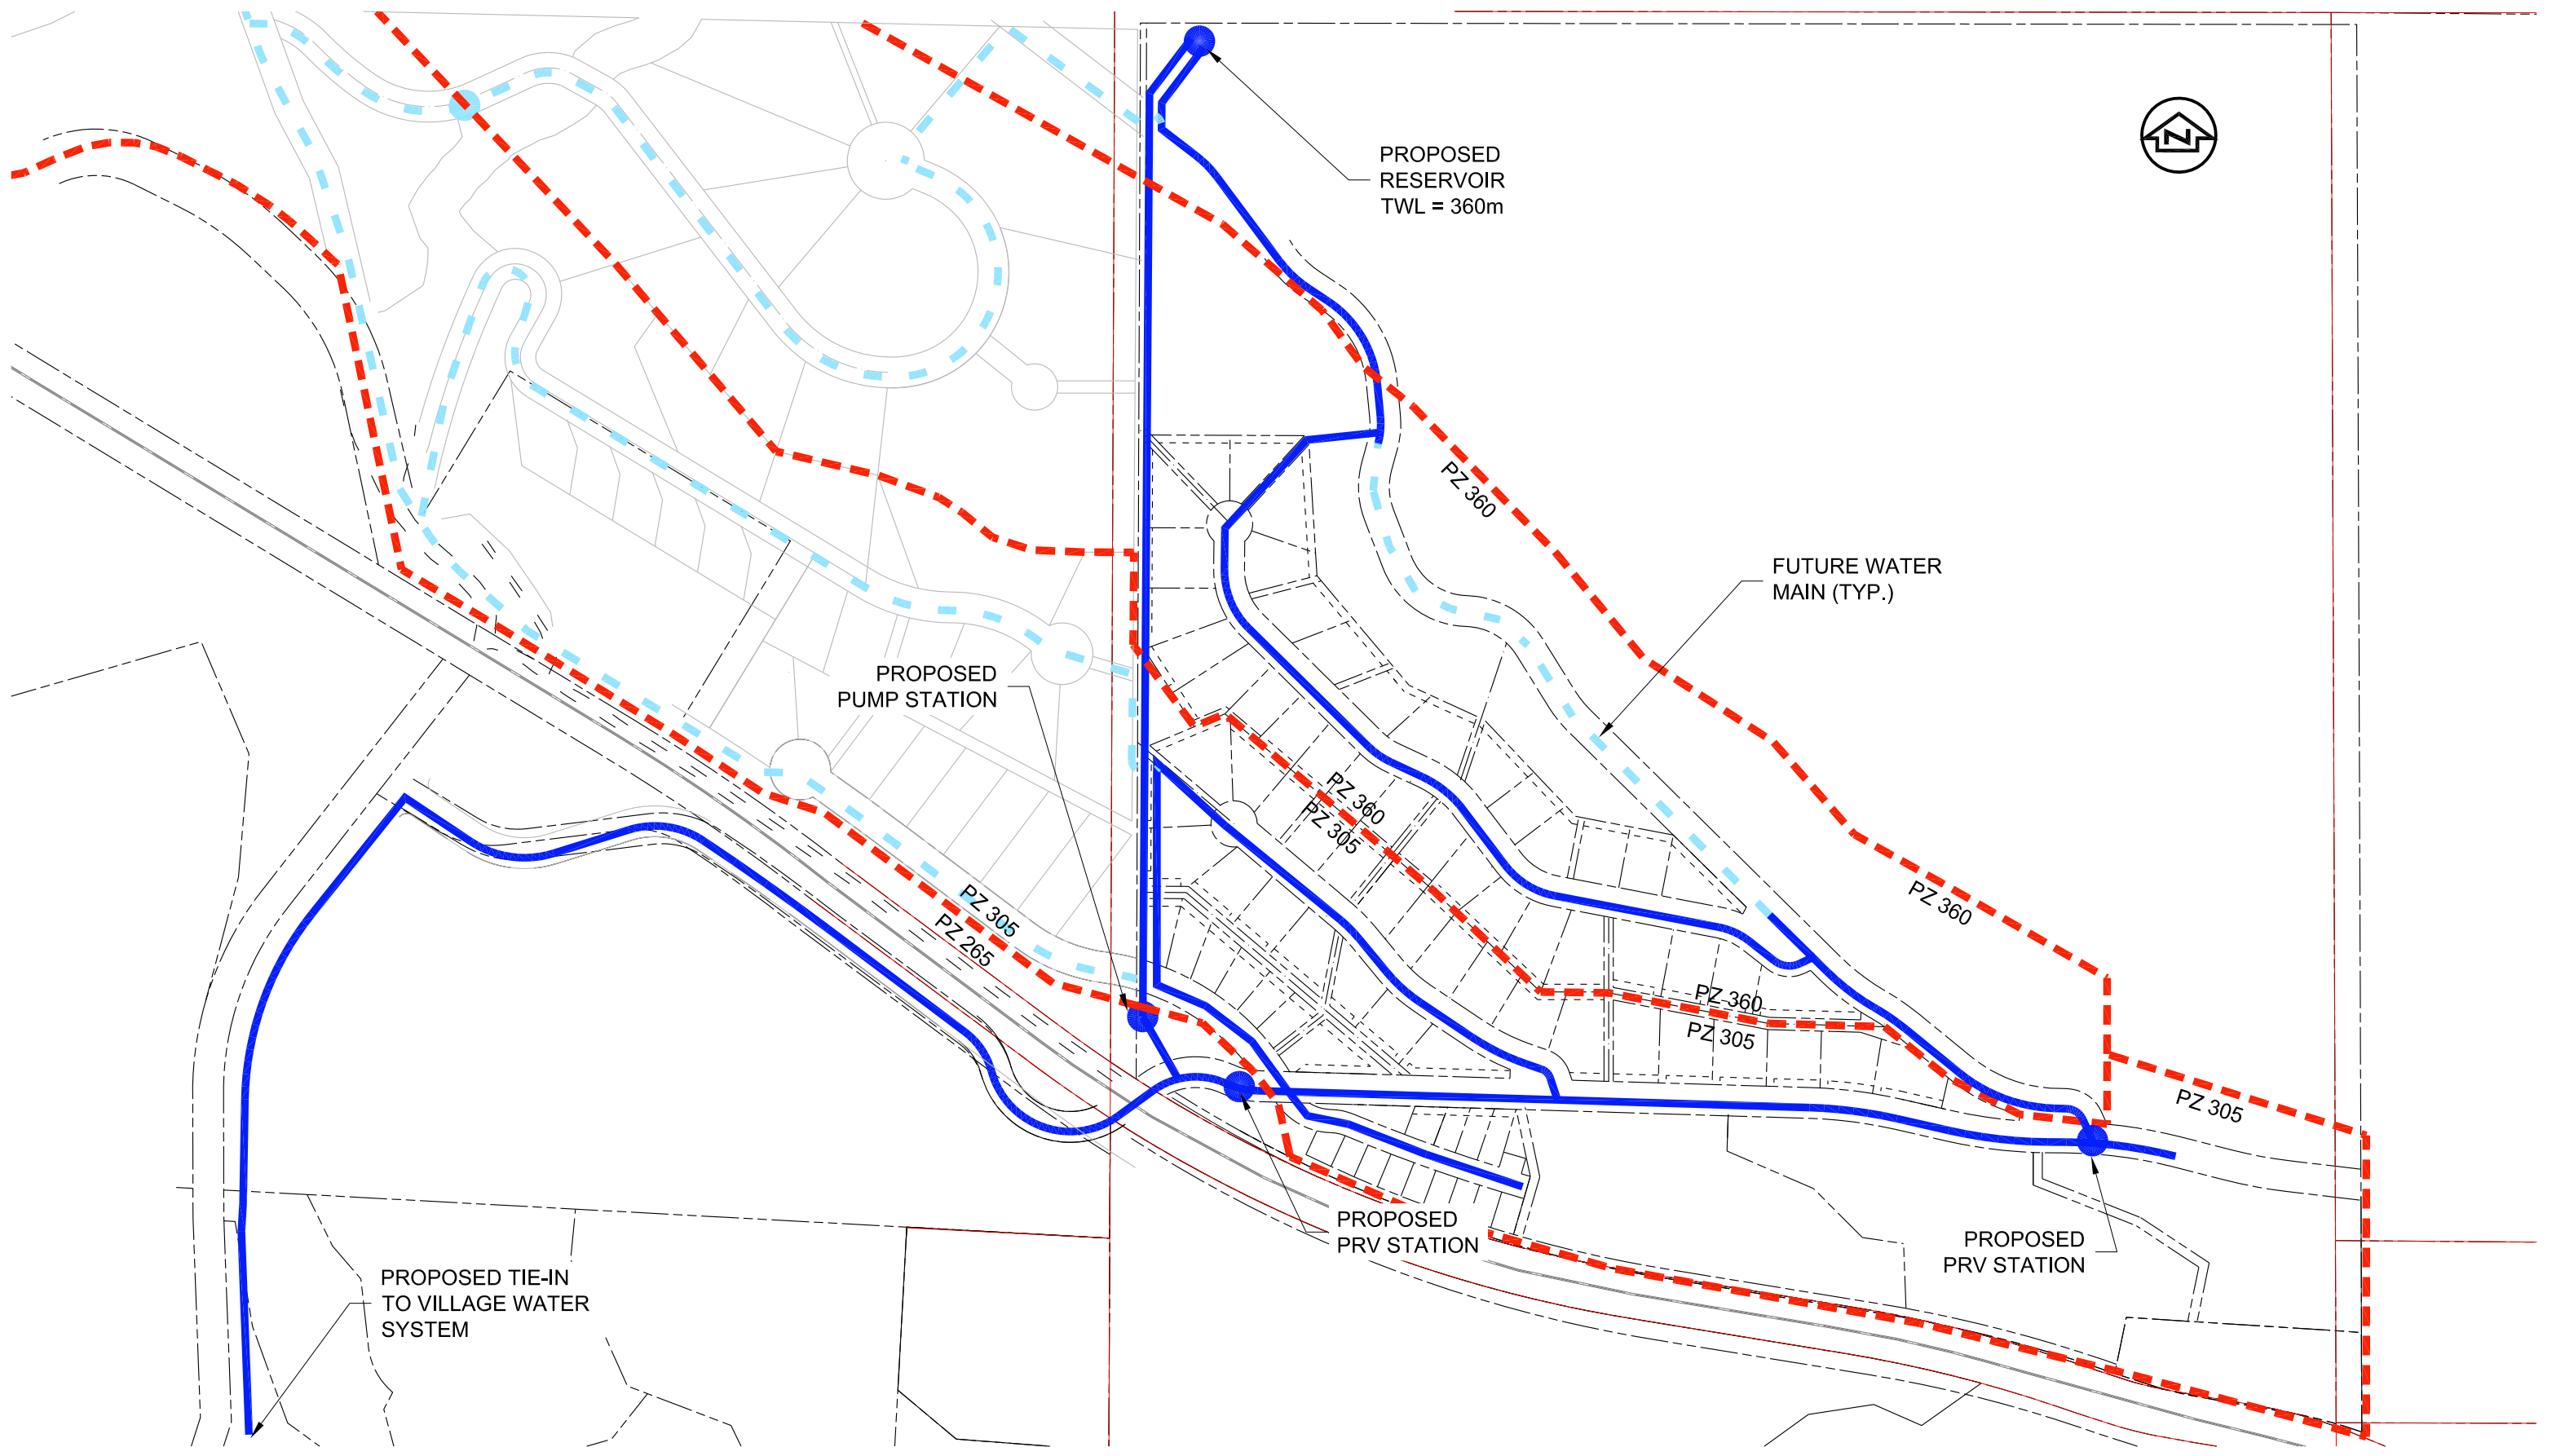 N
PROPOSED
RESERVOIR
TWL = 360m
PZ 360
FUTURE WATER
MAIN (TYP.)
PROPOSED
PUMP STATION
PZ 360
PZ 305
PZ 305
PZ 265
PZ 360
PZ 360
PZ 305
PZ 305
PROPOSED
PRV STATION
PROPOSED
PRV STATION
PROPOSED TIE-IN
TO VILLAGE WATER
SYSTEM